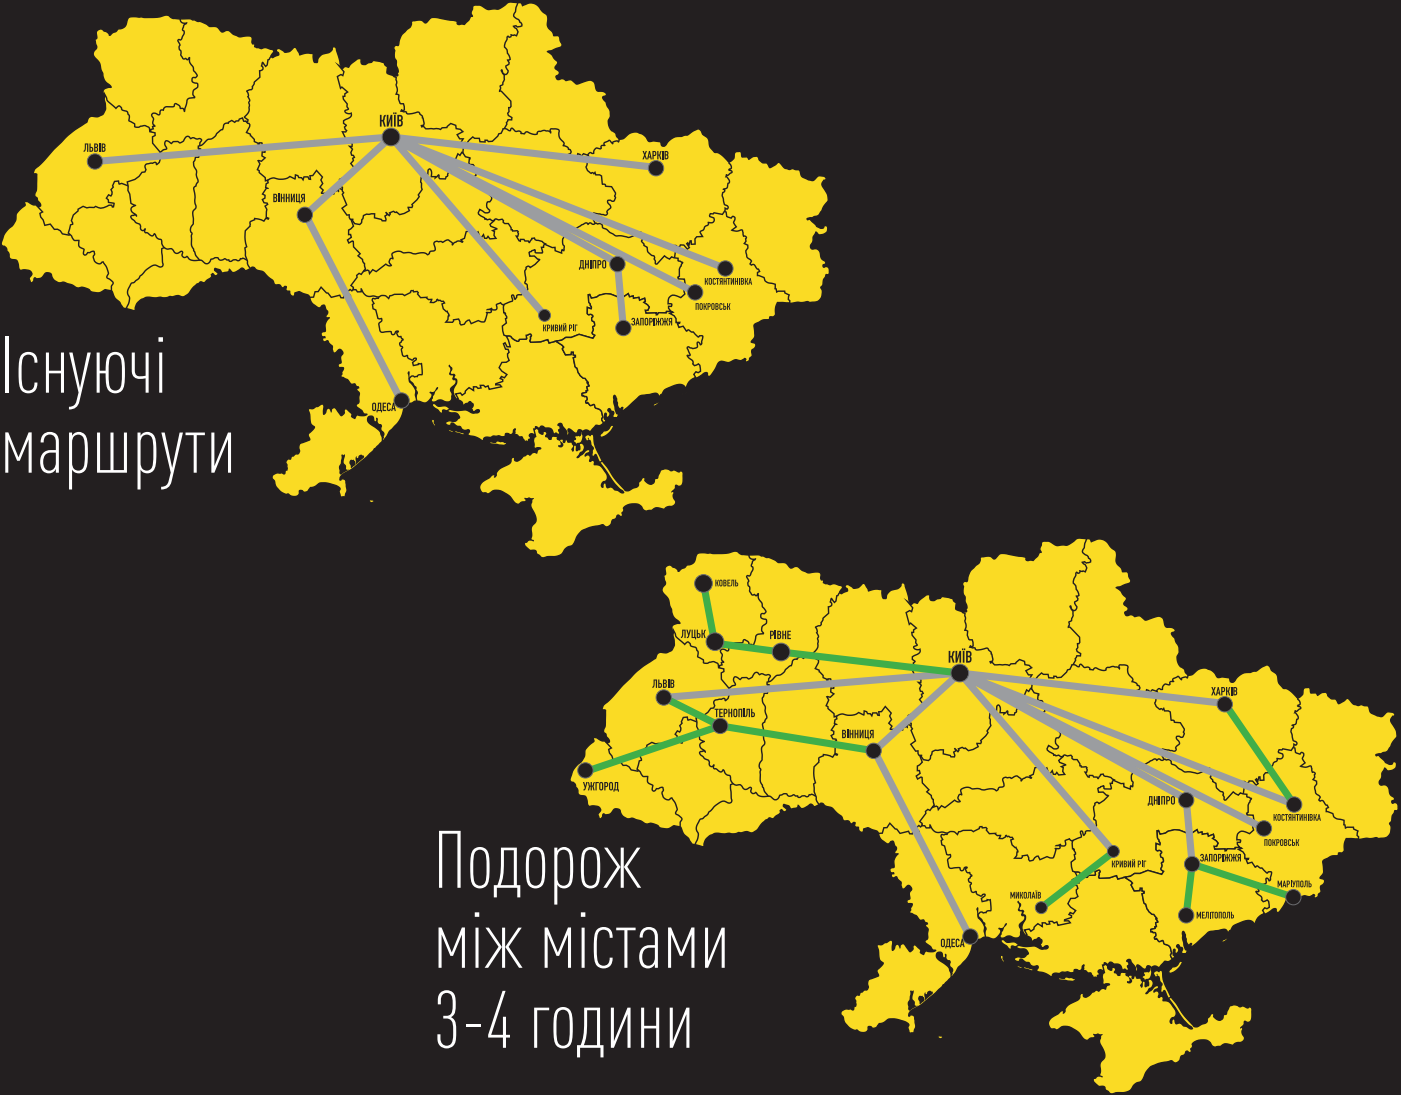 КИЇВ
ЛЬВІВ
ХАРКІВ
ВІННИЦЯ
ДНІПРО
КОСТЯНТИНІВКА
ПОКРОВСЬК
КРИВИЙ РІГ
ЗАПОРІЖЖЯ
ОДЕСА
Існуючі
маршрути
КОВЕЛЬ
ЛУЦЬК
РІВНЕ
КИЇВ
ЛЬВІВ
ХАРКІВ
ТЕРНОПІЛЬ
ВІННИЦЯ
УЖГОРОД
ДНІПРО
КОСТЯНТИНІВКА
ПОКРОВСЬК
КРИВИЙ РІГ
ЗАПОРІЖЖЯ
МАРІУПОЛЬ
МИКОЛАЇВ
МЕЛІТОПОЛЬ
ОДЕСА
Подорож
між містами
3-4 години